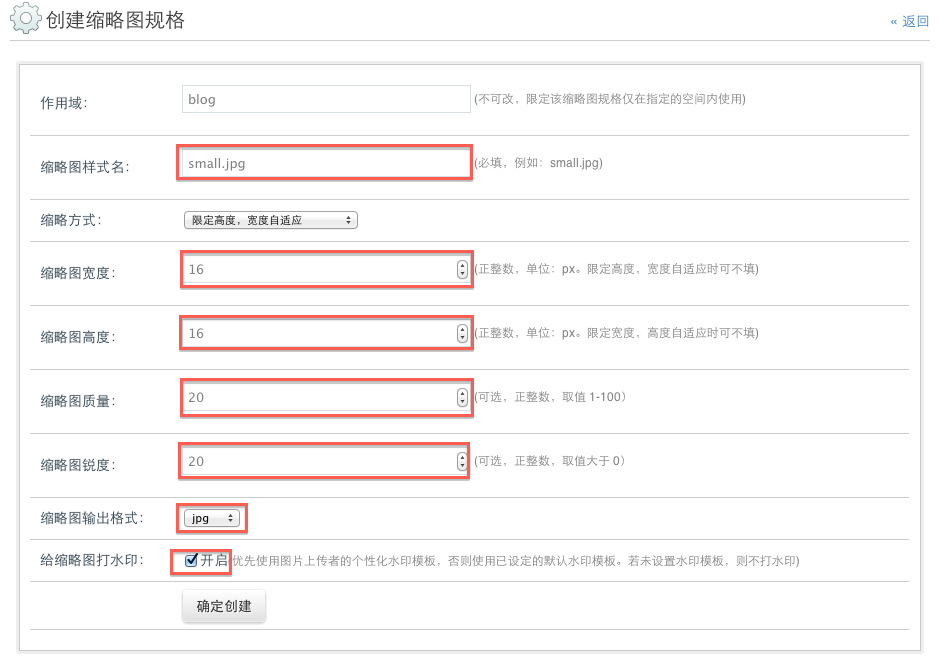 创建缩略图规格
« 返回
作用域: blog (不可改，限定该缩略图规格仅在指定的空间内使用)
缩略图样式名: small.jpg (必填，例如：small.jpg)
缩略方式: 限定高度，宽度自适应
缩略图宽度: 16 (正整数，单位：px。限定高度，宽度自适应时可不填)
缩略图高度: 16 (正整数，单位：px。限定宽度，高度自适应时可不填)
缩略图质量: 20 (可选，正整数，取值 1-100）
缩略图锐度: 20 (可选，正整数，取值大于 0）
缩略图输出格式: jpg
给缩略图打水印: 开启 优先使用图片上传者的个性化水印模板，否则使用已设定的默认水印模板。若未设置水印模板，则不打水印)
确定创建